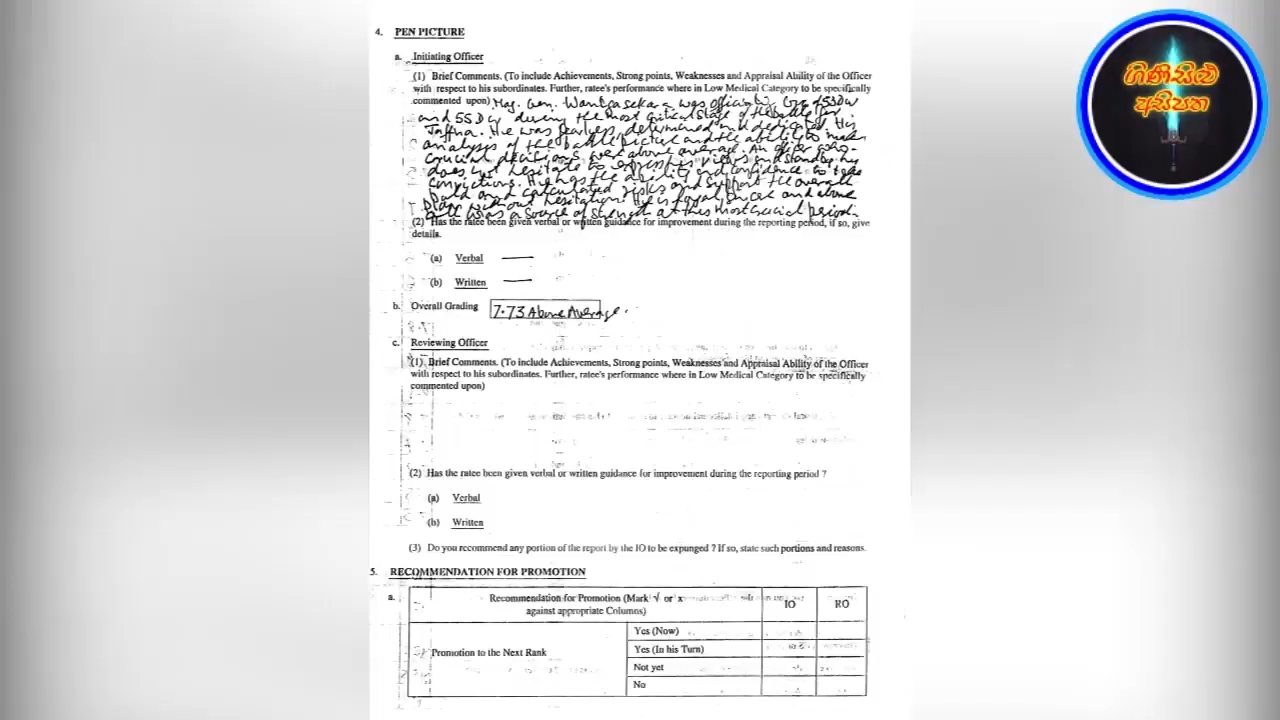 4. PEN PICTURE
a. Initiating Officer
(1) Brief Comments. (To include Achievements, Strong points, Weaknesses and Appraisal Ability of the Officer
with respect to his subordinates. Further, ratee's performance where in Low Medical Category to be specifically
commented upon) Maj. Gen. Wanigasekara was
and 55 Div during the most critical stage of the battle for
Jaffna. He was fearless, determined and dedicated. His
analysis of the battle picture and the ability to make
crucial decisions were above average. An officer who
does not hesitate to express his views and stand by his
convictions. He has the ability and confidence to take
bold and calculated risks and support the overall
plan without hesitation. He is loyal, sincere and above
all was a source of strength at this most crucial period.
(2) Has the ratee been given verbal or written guidance for improvement during the reporting period, if so, give
details.
(a) Verbal —
(b) Written —
b. Overall Grading 7.73 Above Average.
c. Reviewing Officer
(1) Brief Comments. (To include Achievements, Strong points, Weaknesses and Appraisal Ability of the Officer
with respect to his subordinates. Further, ratee's performance where in Low Medical Category to be specifically
commented upon)
(2) Has the ratee been given verbal or written guidance for improvement during the reporting period ?
(a) Verbal
(b) Written
(3) Do you recommend any portion of the report by the IO to be expunged ? If so, state such portions and reasons.
5. RECOMMENDATION FOR PROMOTION
a. Recommendation for Promotion (Mark √ or x
against appropriate Columns) IO RO
Promotion to the Next Rank
Yes (Now)
Yes (In his Turn)
Not yet
No
ගිණිසිළු
අසිපත